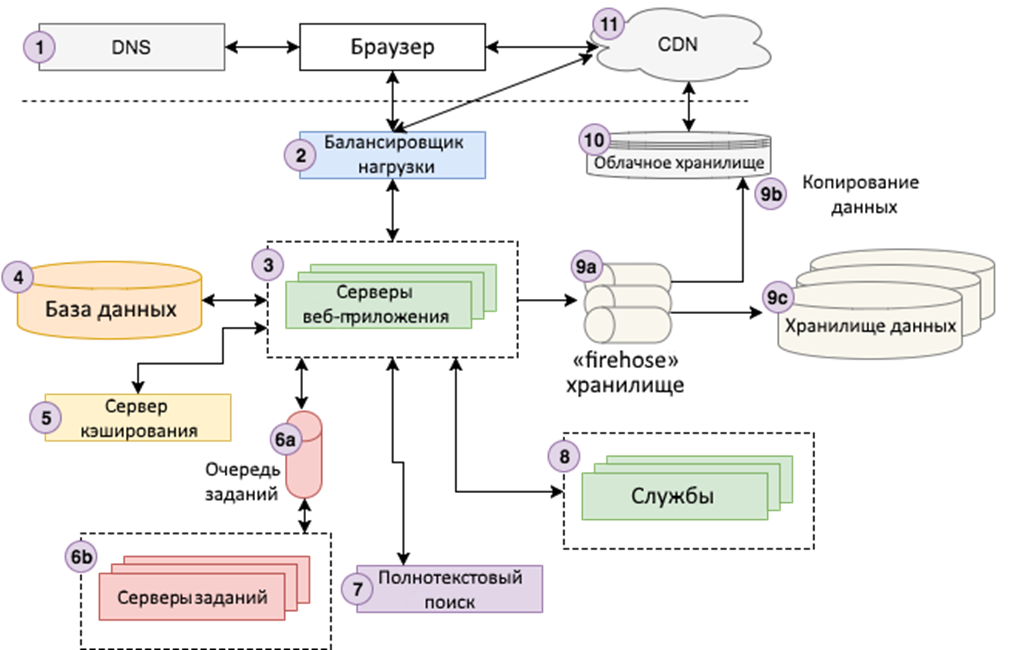 1
DNS
Браузер
11
CDN
2
Балансировщик
нагрузки
10
Облачное хранилище
9b
Копирование
данных
3
Серверы
веб-приложения
4
База данных
9a
«firehose»
хранилище
9c
Хранилище данных
5
Сервер
кэширования
6a
Очередь
заданий
8
Службы
6b
Серверы заданий
7
Полнотекстовый
поиск